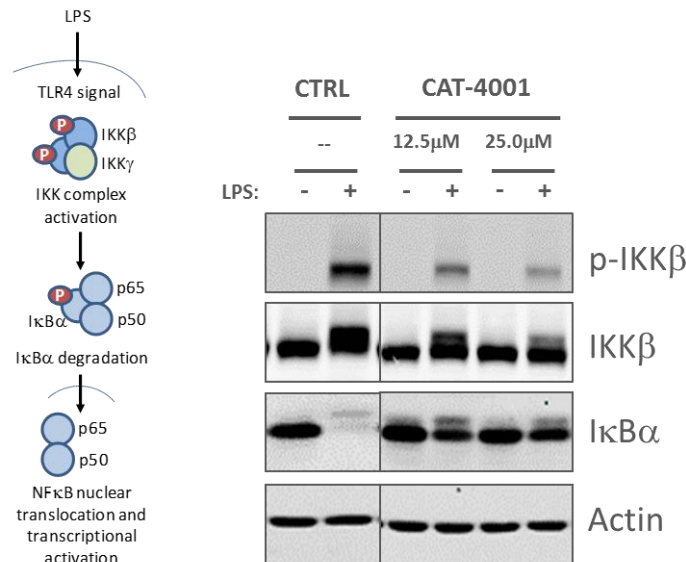 LPS
TLR4 signal
P
IKKβ
P
IKKγ
IKK complex
activation
P
p65
IκBα
p50
IκBα degradation
p65
p50
NFκB nuclear
translocation and
transcriptional
activation
CTRL
CAT-4001
--
12.5μM
25.0μM
LPS:
- + - + - +
p-IKKβ
IKKβ
IκBα
Actin